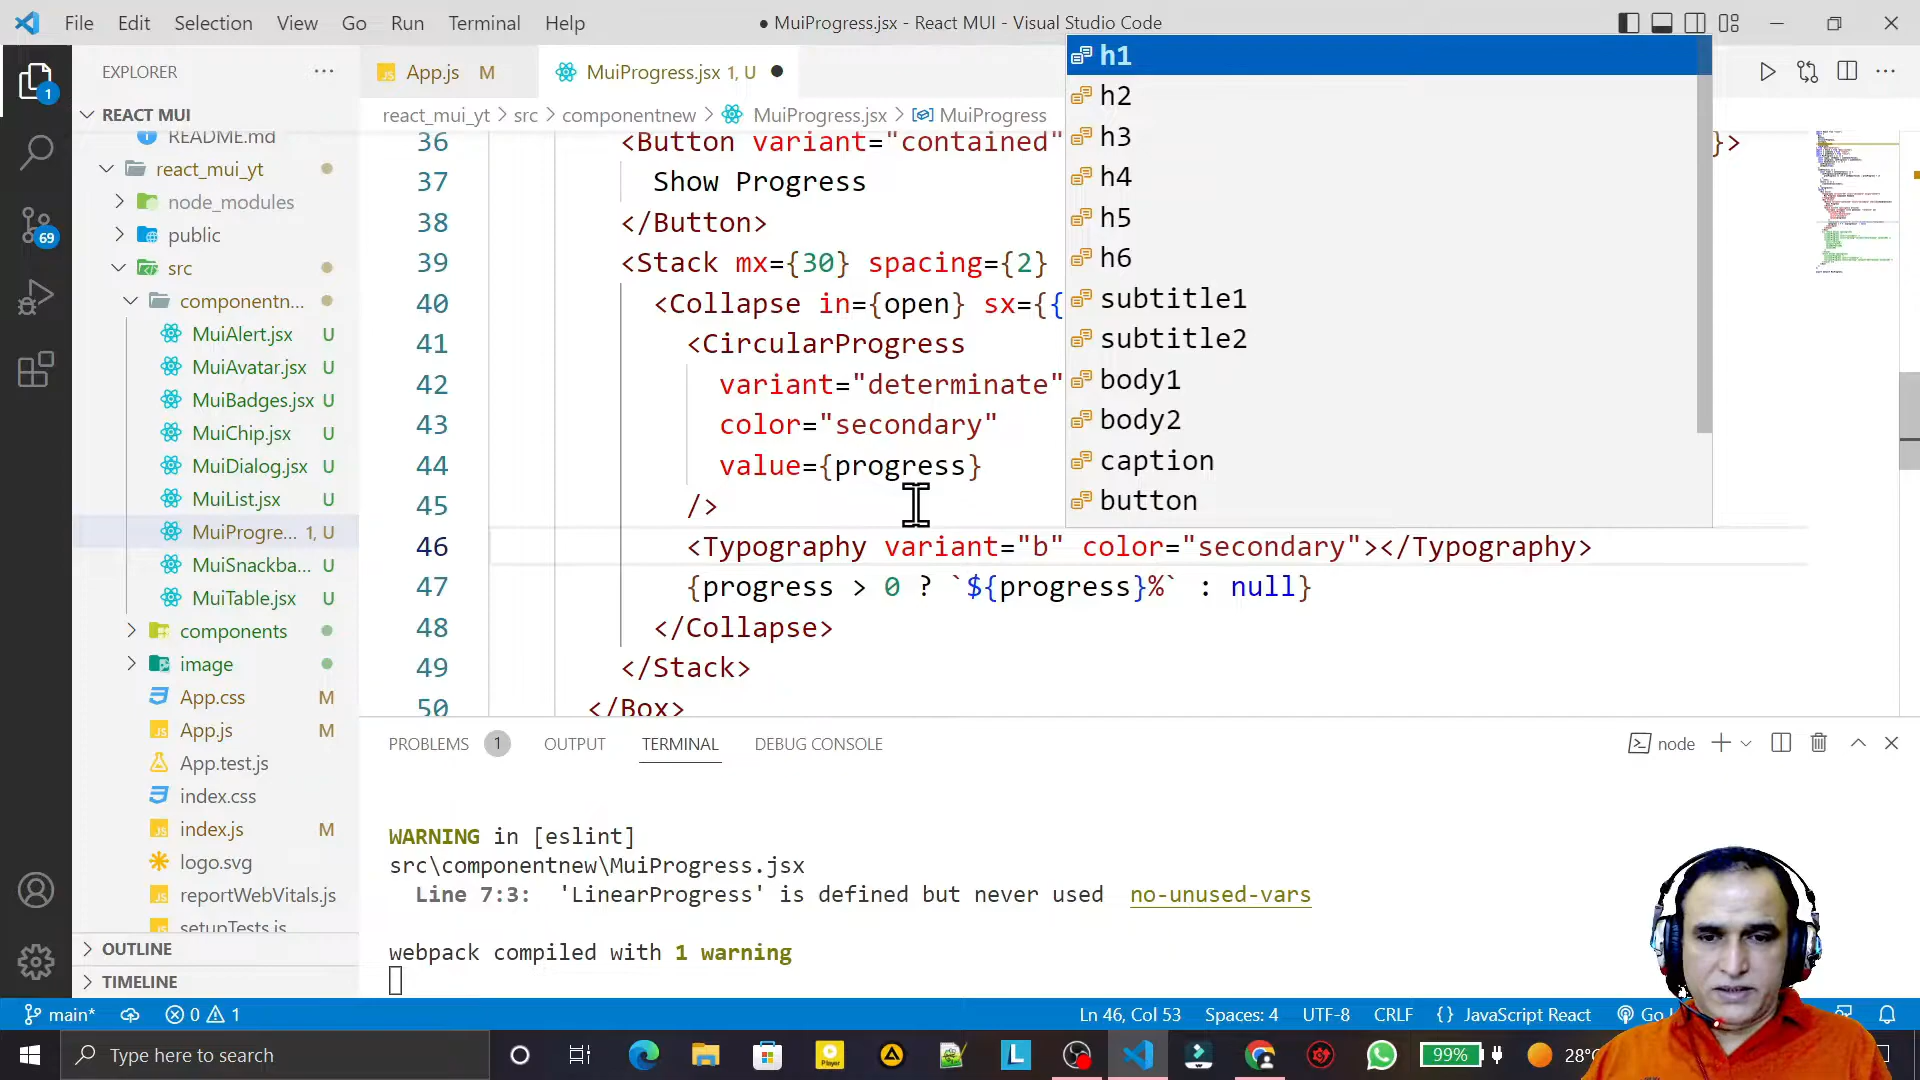 File Edit Selection View Go Run Terminal Help
● MuiProgress.jsx - React MUI - Visual Studio Code
EXPLORER
App.js M
MuiProgress.jsx 1, U
REACT MUI
react_mui_yt > src > componentnew > MuiProgress.jsx > MuiProgress
README.md
react_mui_yt
node_modules
public
src
componentn...
MuiAlert.jsx U
MuiAvatar.jsx U
MuiBadges.jsx U
MuiChip.jsx U
MuiDialog.jsx U
MuiList.jsx U
MuiProgre... 1, U
MuiSnackba... U
MuiTable.jsx U
components
image
App.css M
App.js M
App.test.js
index.css
index.js M
logo.svg
reportWebVitals.js
setupTests.js
OUTLINE
TIMELINE
1
69
36 <Button variant="contained" }>
37 Show Progress
38 </Button>
39 <Stack mx={30} spacing={2}
40 <Collapse in={open} sx={{
41 <CircularProgress
42 variant="determinate"
43 color="secondary"
44 value={progress}
45 />
46 <Typography variant="b" color="secondary"></Typography>
47 {progress > 0 ? `${progress}%` : null}
48 </Collapse>
49 </Stack>
50 </Box>
h1
h2
h3
h4
h5
h6
subtitle1
subtitle2
body1
body2
caption
button
PROBLEMS 1 OUTPUT TERMINAL DEBUG CONSOLE
node
WARNING in [eslint]
src\componentnew\MuiProgress.jsx
Line 7:3: 'LinearProgress' is defined but never used no-unused-vars
webpack compiled with 1 warning
main* 0 1
Ln 46, Col 53 Spaces: 4 UTF-8 CRLF {} JavaScript React Go
Type here to search
Player
L
99%
28°